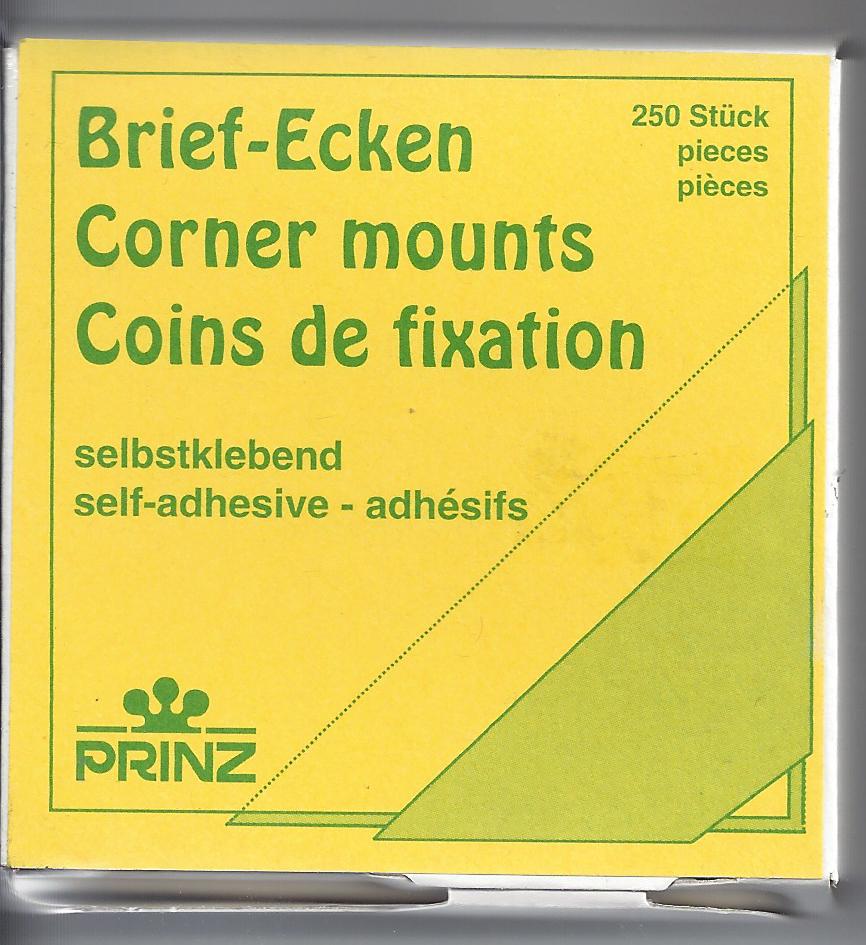 Brief-Ecken
Corner mounts
Coins de fixation
250 Stück
pieces
pièces
selbstklebend
self-adhesive - adhésifs
PRINZ